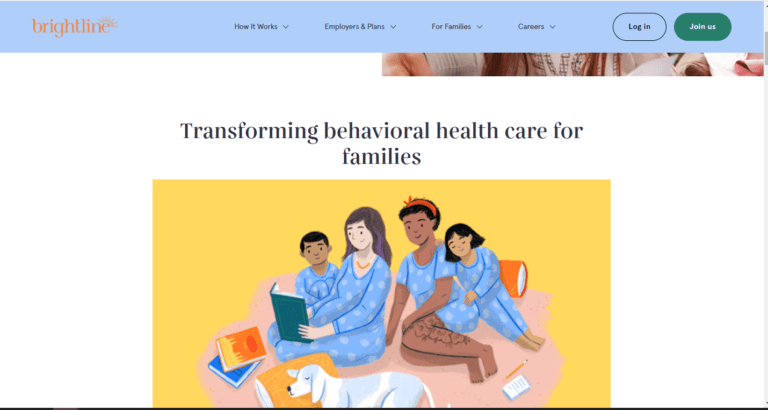 brightline
How It Works
Employers & Plans
For Families
Careers
Log in
Join us
Transforming behavioral health care for
families